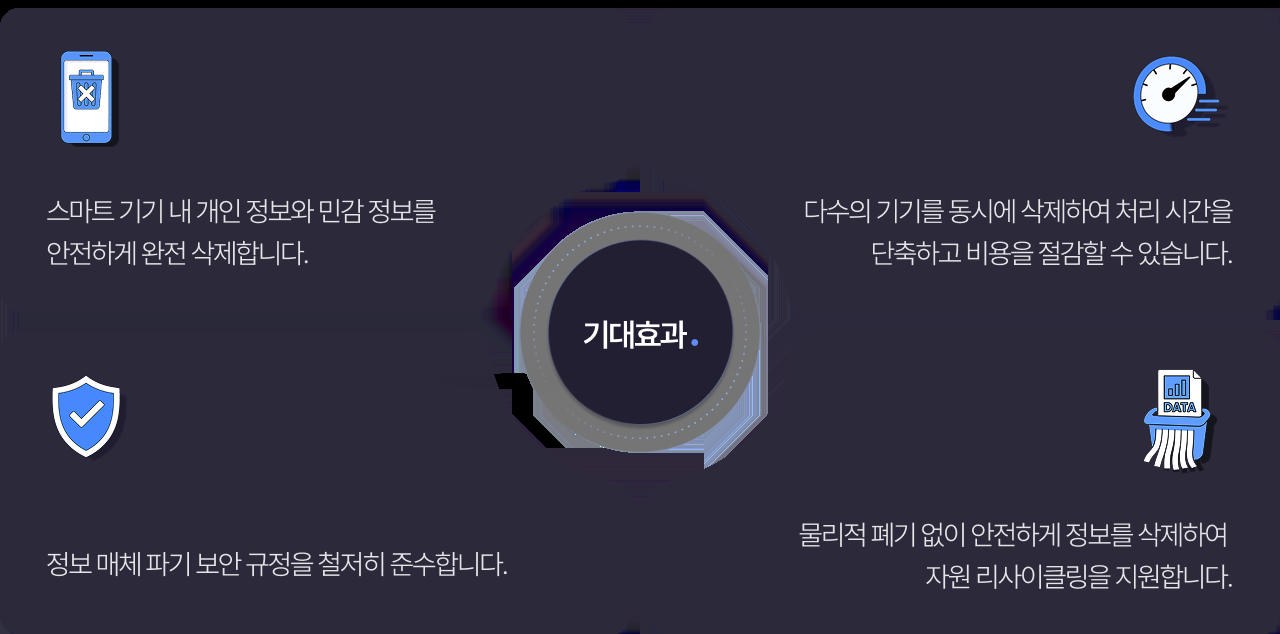 스마트 기기 내 개인 정보와 민감 정보를
안전하게 완전 삭제합니다.
다수의 기기를 동시에 삭제하여 처리 시간을
단축하고 비용을 절감할 수 있습니다.
기대효과.
정보 매체 파기 보안 규정을 철저히 준수합니다.
DATA
물리적 폐기 없이 안전하게 정보를 삭제하여
자원 리사이클링을 지원합니다.